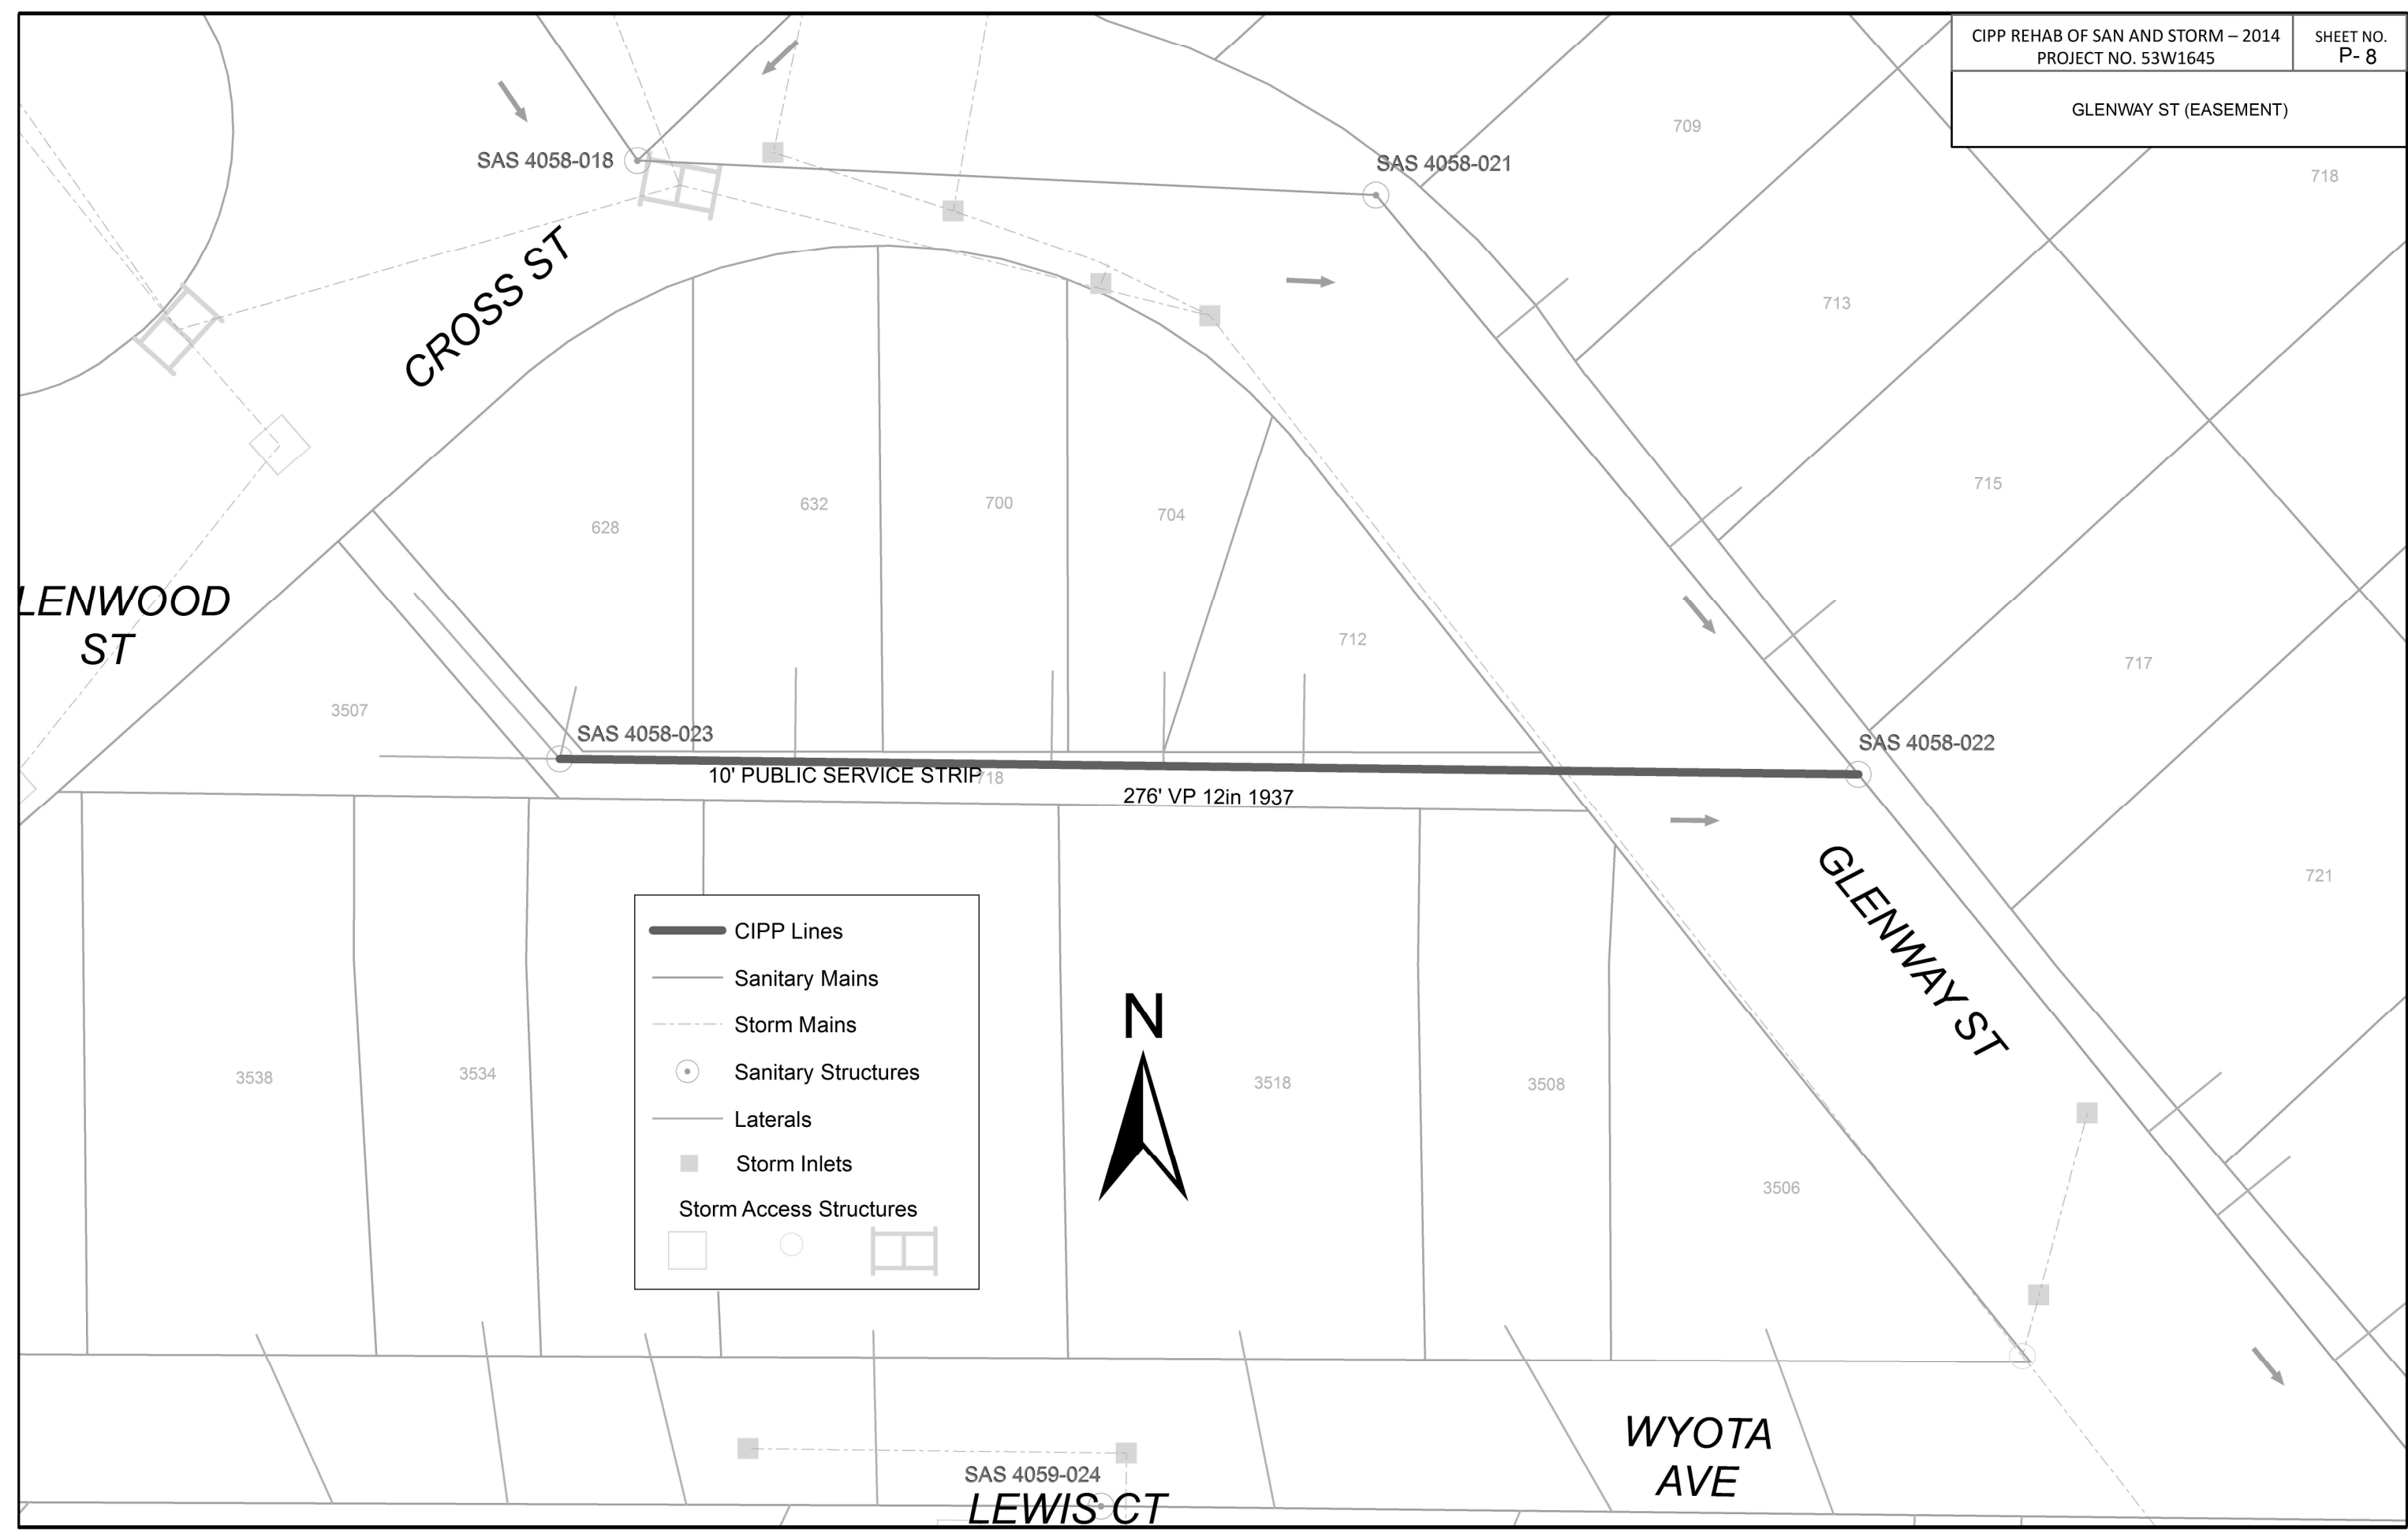 CIPP REHAB OF SAN AND STORM – 2014
PROJECT NO. 53W1645
SHEET NO.
P- 8
GLENWAY ST (EASEMENT)
709
SAS 4058-018
SAS 4058-021
718
CROSS ST
713
715
632
700
704
628
LENWOOD
ST
712
717
3507
SAS 4058-023
SAS 4058-022
10' PUBLIC SERVICE STRIP
718
276' VP 12in 1937
GLENWAY ST
721
CIPP Lines
Sanitary Mains
Storm Mains
Sanitary Structures
Laterals
Storm Inlets
Storm Access Structures
N
3538
3534
3518
3508
3506
WYOTA
AVE
SAS 4059-024
LEWIS CT